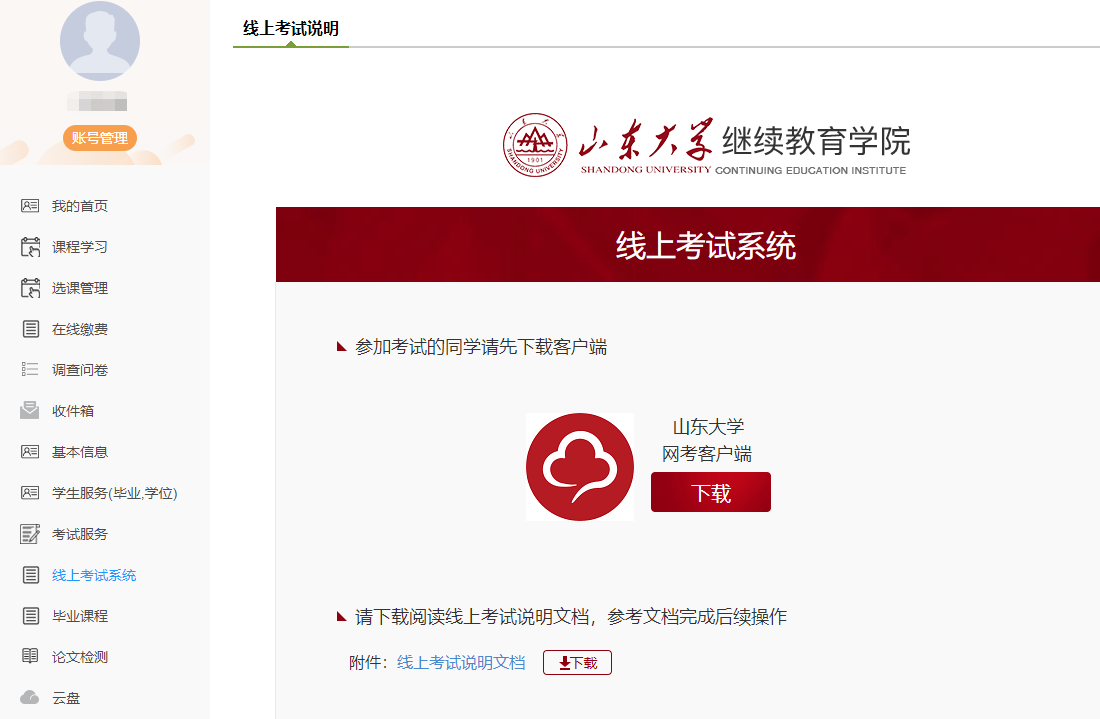 账号管理
我的首页
课程学习
选课管理
在线缴费
调查问卷
收件箱
基本信息
学生服务(毕业,学位)
考试服务
线上考试系统
毕业课程
论文检测
云盘
线上考试说明
山东大学
SHANDONG UNIVERSITY
1901
山东大学 继续教育学院
SHANDONG UNIVERSITY CONTINUING EDUCATION INSTITUTE
线上考试系统
参加考试的同学请先下载客户端
山东大学
网考客户端
下载
请下载阅读线上考试说明文档，参考文档完成后续操作
附件：线上考试说明文档 下载